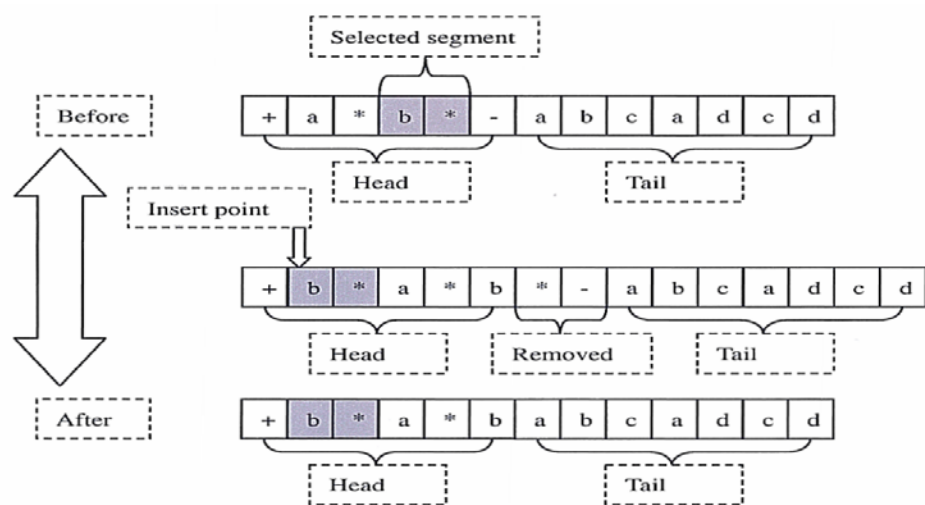 Selected segment
Before
+ a * b * - a b c a d c d
Head
Tail
Insert point
+ b * a * b * - a b c a d c d
Head
Removed
Tail
After
+ b * a * b a b c a d c d
Head
Tail